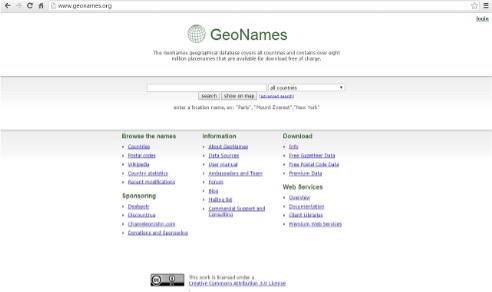 www.geonames.org
login
GeoNames
The GeoNames geographical database covers all countries and contains over eight
million placenames that are available for download free of charge.
all countries
search show on map [advanced search]
enter a location name, ex: "Paris", "Mount Everest", "New York"
Browse the names
Countries
Postal codes
Wikipedia
Country statistics
Recent modifications
Sponsoring
Discountrue
ChameleonJohn.com
Donations and Sponsoring
Information
About GeoNames
Data Sources
User manual
Ambassadors and Team
Forum
Blog
Mailing list
Commercial Support and
Consulting
Download
Info
Free Gazetteer Data
Free Postal Code Data
Premium Data
Web Services
Overview
Documentation
Client Libraries
Premium Web Services
This work is licensed under a
Creative Commons Attribution 3.0 License